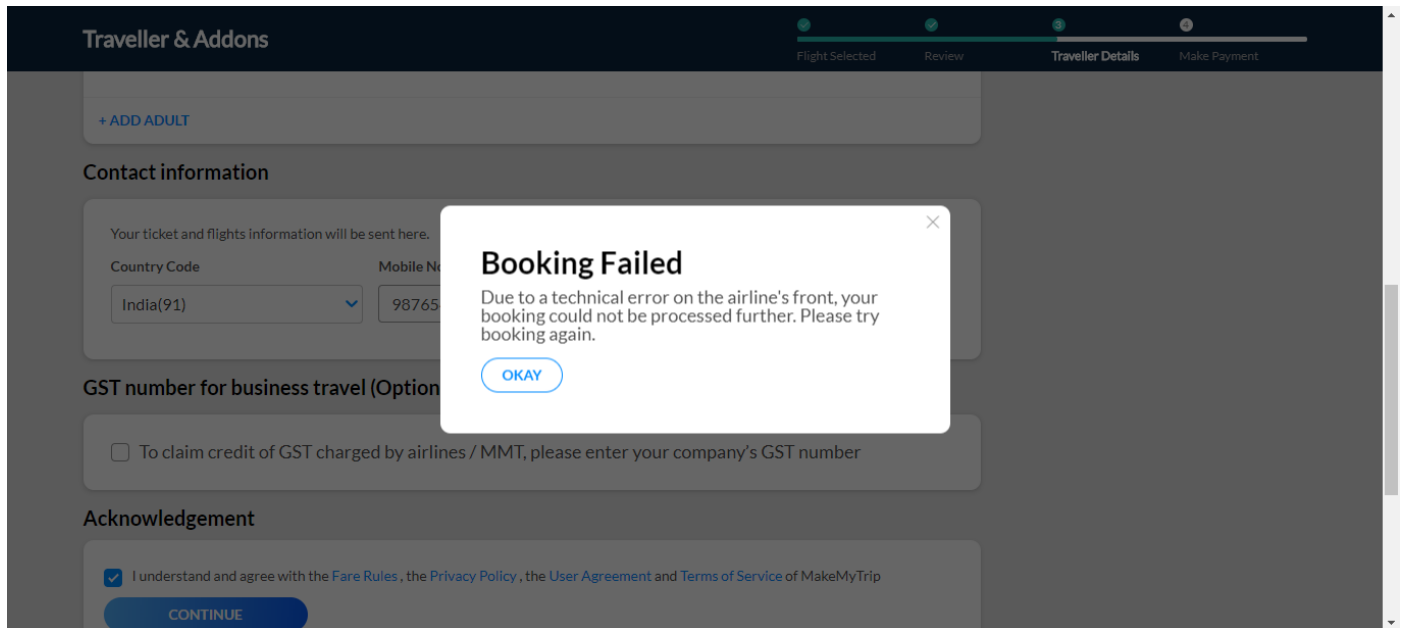 Traveller & Addons
3
4
Flight Selected
Review
Traveller Details
Make Payment
+ ADD ADULT
Contact information
Your ticket and flights information will be sent here.
Country Code
Mobile
India(91)
9876
Booking Failed
Due to a technical error on the airline's front, your
booking could not be processed further. Please try
booking again.
OKAY
GST number for business travel
To claim credit of GST charged by airlines / MMT, please enter your company's GST number
Acknowledgement
I understand and agree with the Fare Rules , the Privacy Policy , the User Agreement and Terms of Service of MakeMyTrip
CONTINUE